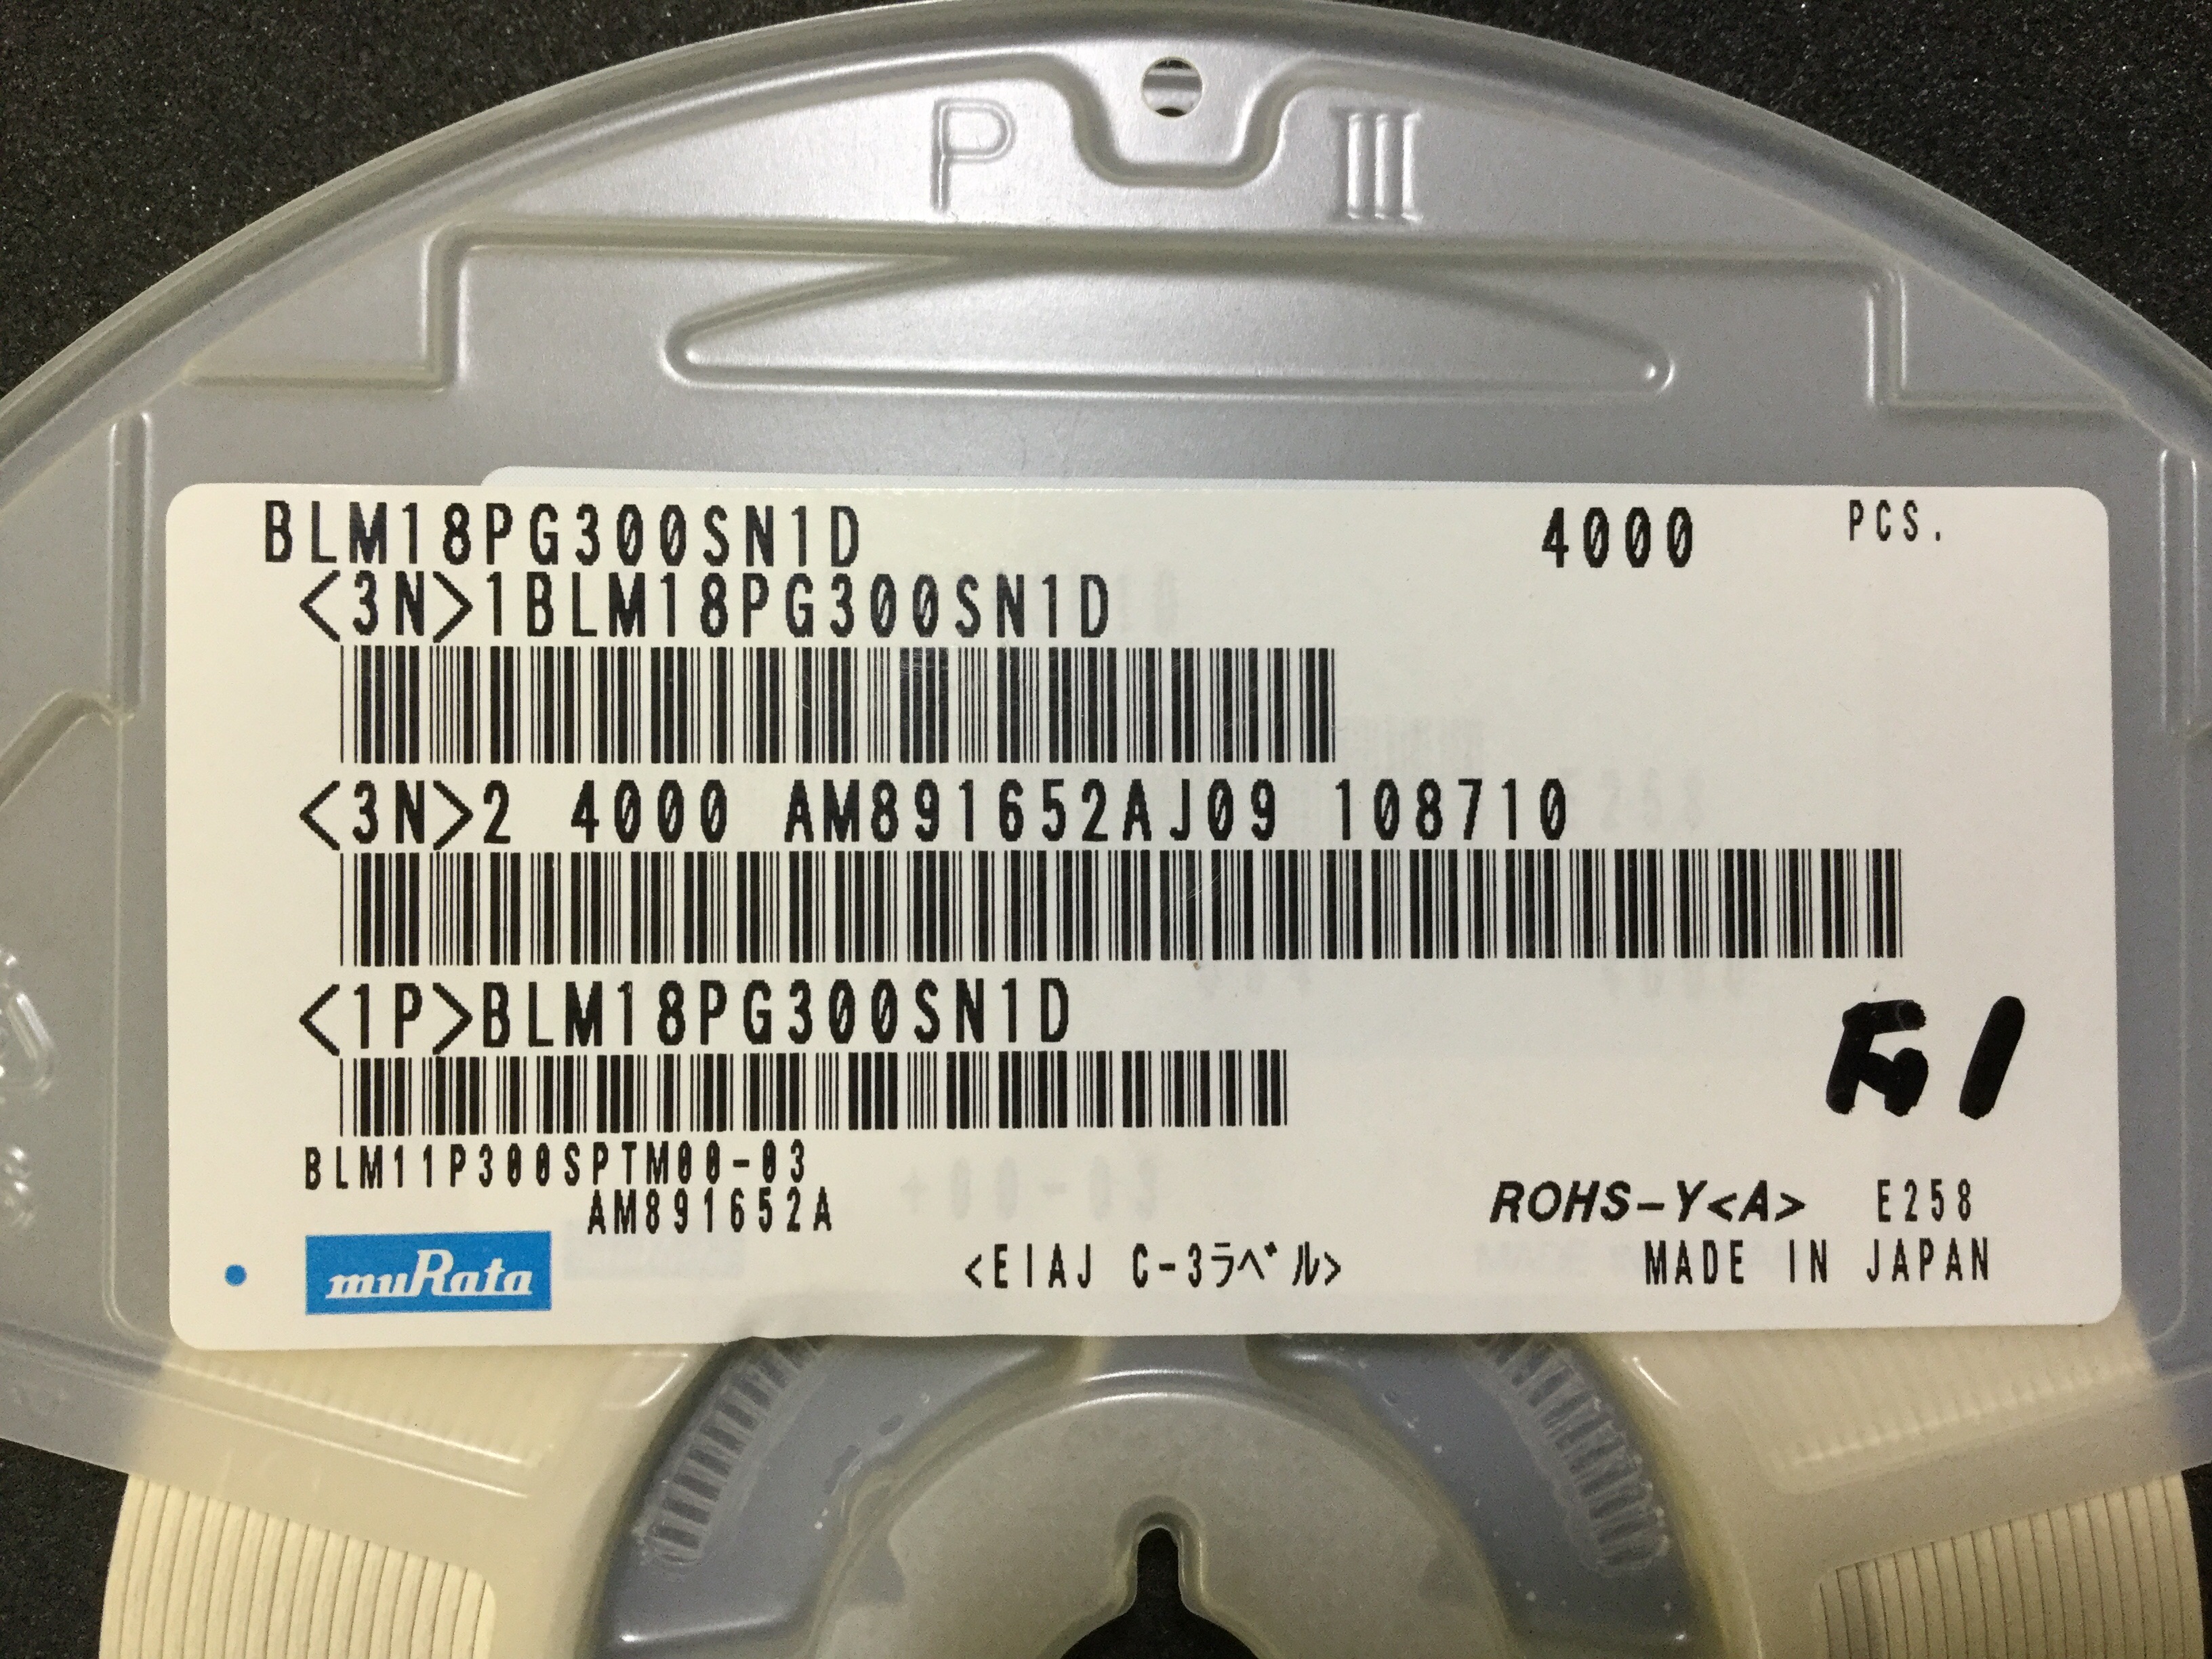 P III
BLM18PG300SN1D 4000 PCS.
<3N>1BLM18PG300SN1D
<3N>2 4000 AM891652AJ09 108710
<1P>BLM18PG300SN1D
BLM11P300SPTM00-03
AM891652A
ROHS-Y<A> E258
muRata <EIAJ C-3ラベル> MADE IN JAPAN